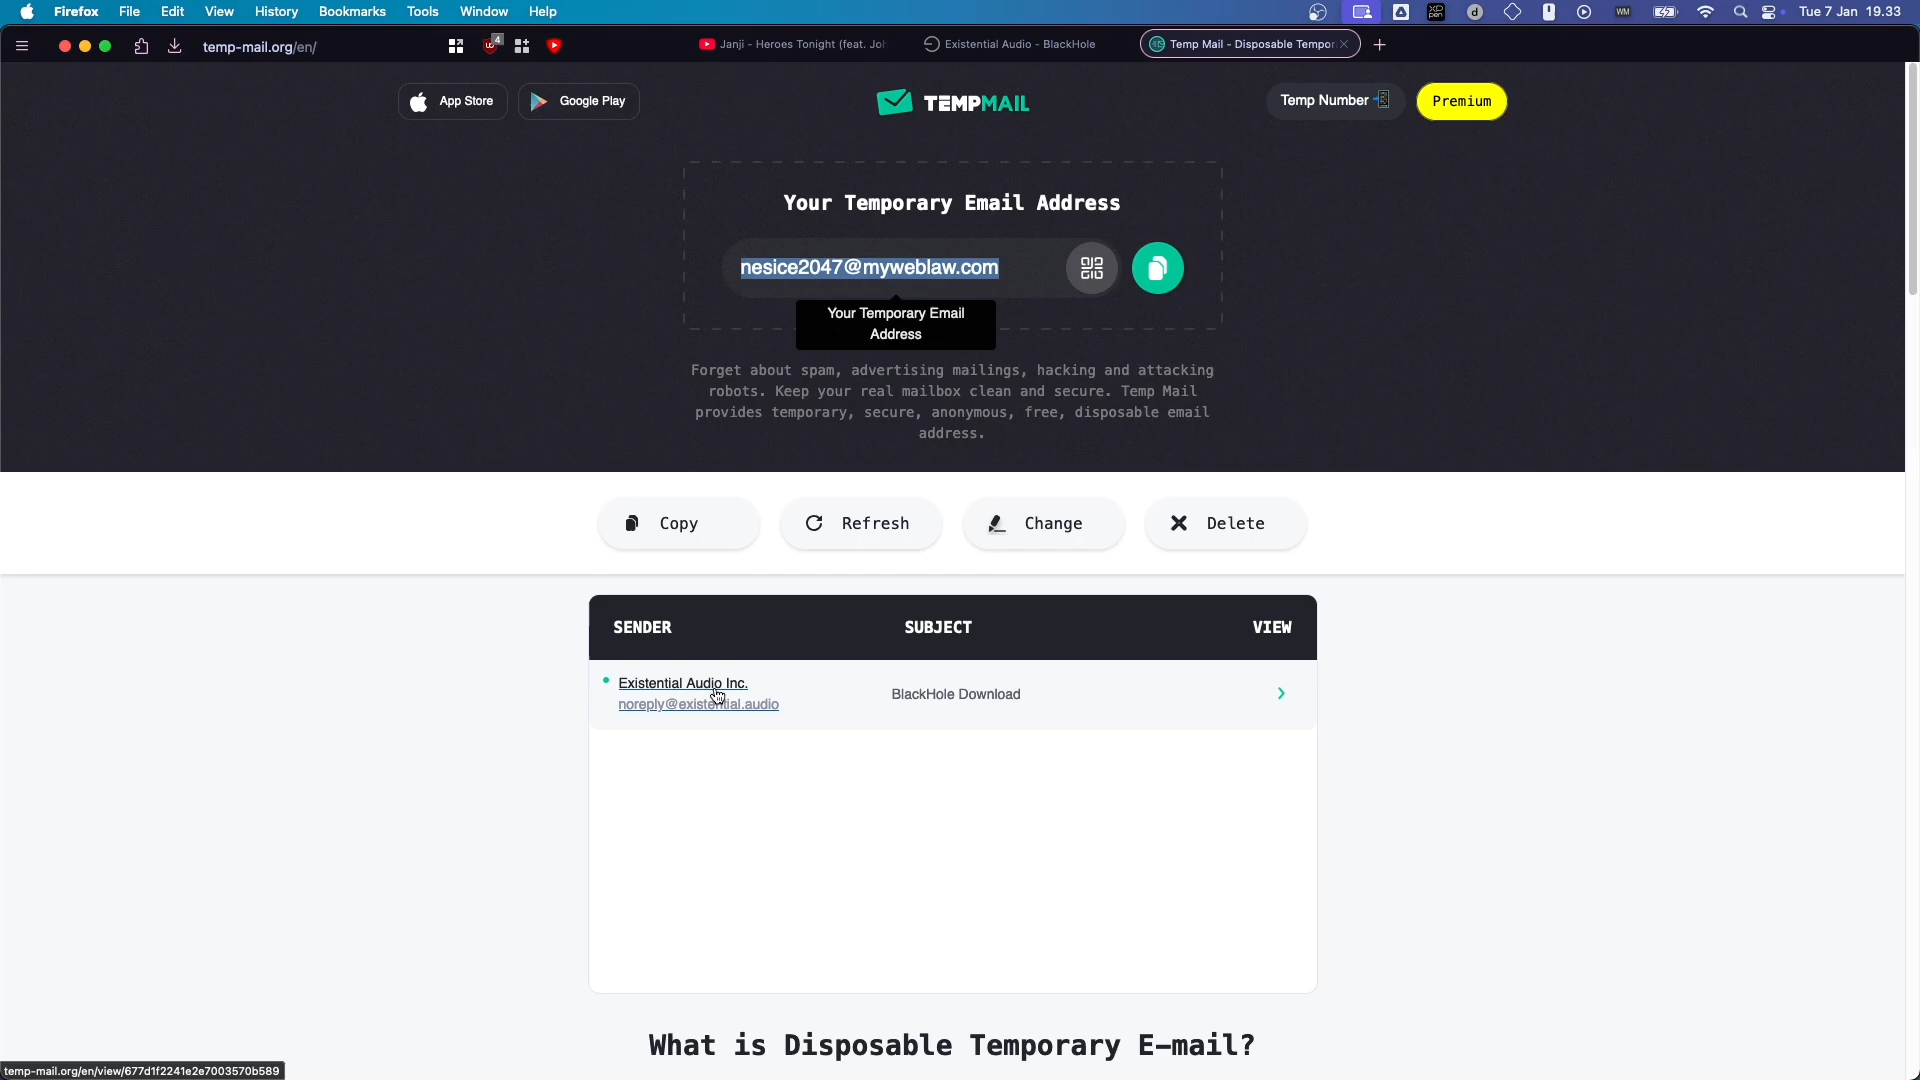 Firefox File Edit View History Bookmarks Tools Window Help
XD pen
d
WM
Tue 7 Jan 19.33
temp-mail.org/en/
4
Janji - Heroes Tonight (feat. Joh
Existential Audio - BlackHole
Temp Mail - Disposable Tempor
App Store
Google Play
TEMPMAIL
Temp Number
Premium
Your Temporary Email Address
nesice2047@myweblaw.com
Your Temporary Email
Address
Forget about spam, advertising mailings, hacking and attacking
robots. Keep your real mailbox clean and secure. Temp Mail
provides temporary, secure, anonymous, free, disposable email
address.
Copy
Refresh
Change
Delete
SENDER
SUBJECT
VIEW
Existential Audio Inc.
noreply@existential.audio
BlackHole Download
What is Disposable Temporary E-mail?
temp-mail.org/en/view/677d1f2241e2e7003570b589